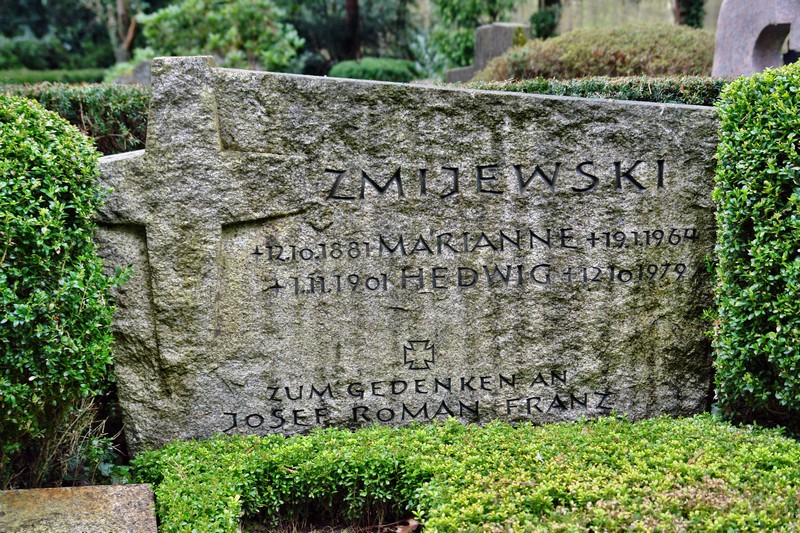 ZMIJEWSKI
+12.10.1881 MARIANNE +19.1.1964
+1.11.1901 HEDWIG +12.10.1979
ZUM GEDENKEN AN
JOSEF ROMAN FRANZ